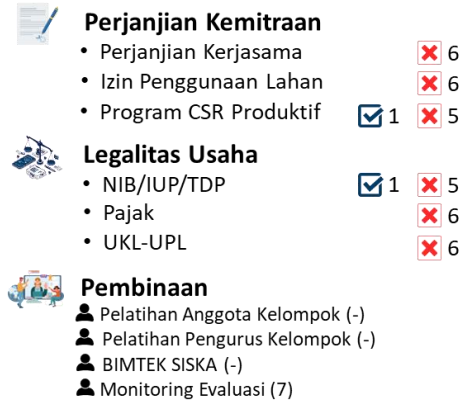 Perjanjian Kemitraan
• Perjanjian Kerjasama 6
• Izin Penggunaan Lahan 6
• Program CSR Produktif 1 5
Legalitas Usaha
• NIB/IUP/TDP 1 5
• Pajak 6
• UKL-UPL 6
Pembinaan
Pelatihan Anggota Kelompok (-)
Pelatihan Pengurus Kelompok (-)
BIMTEK SISKA (-)
Monitoring Evaluasi (7)